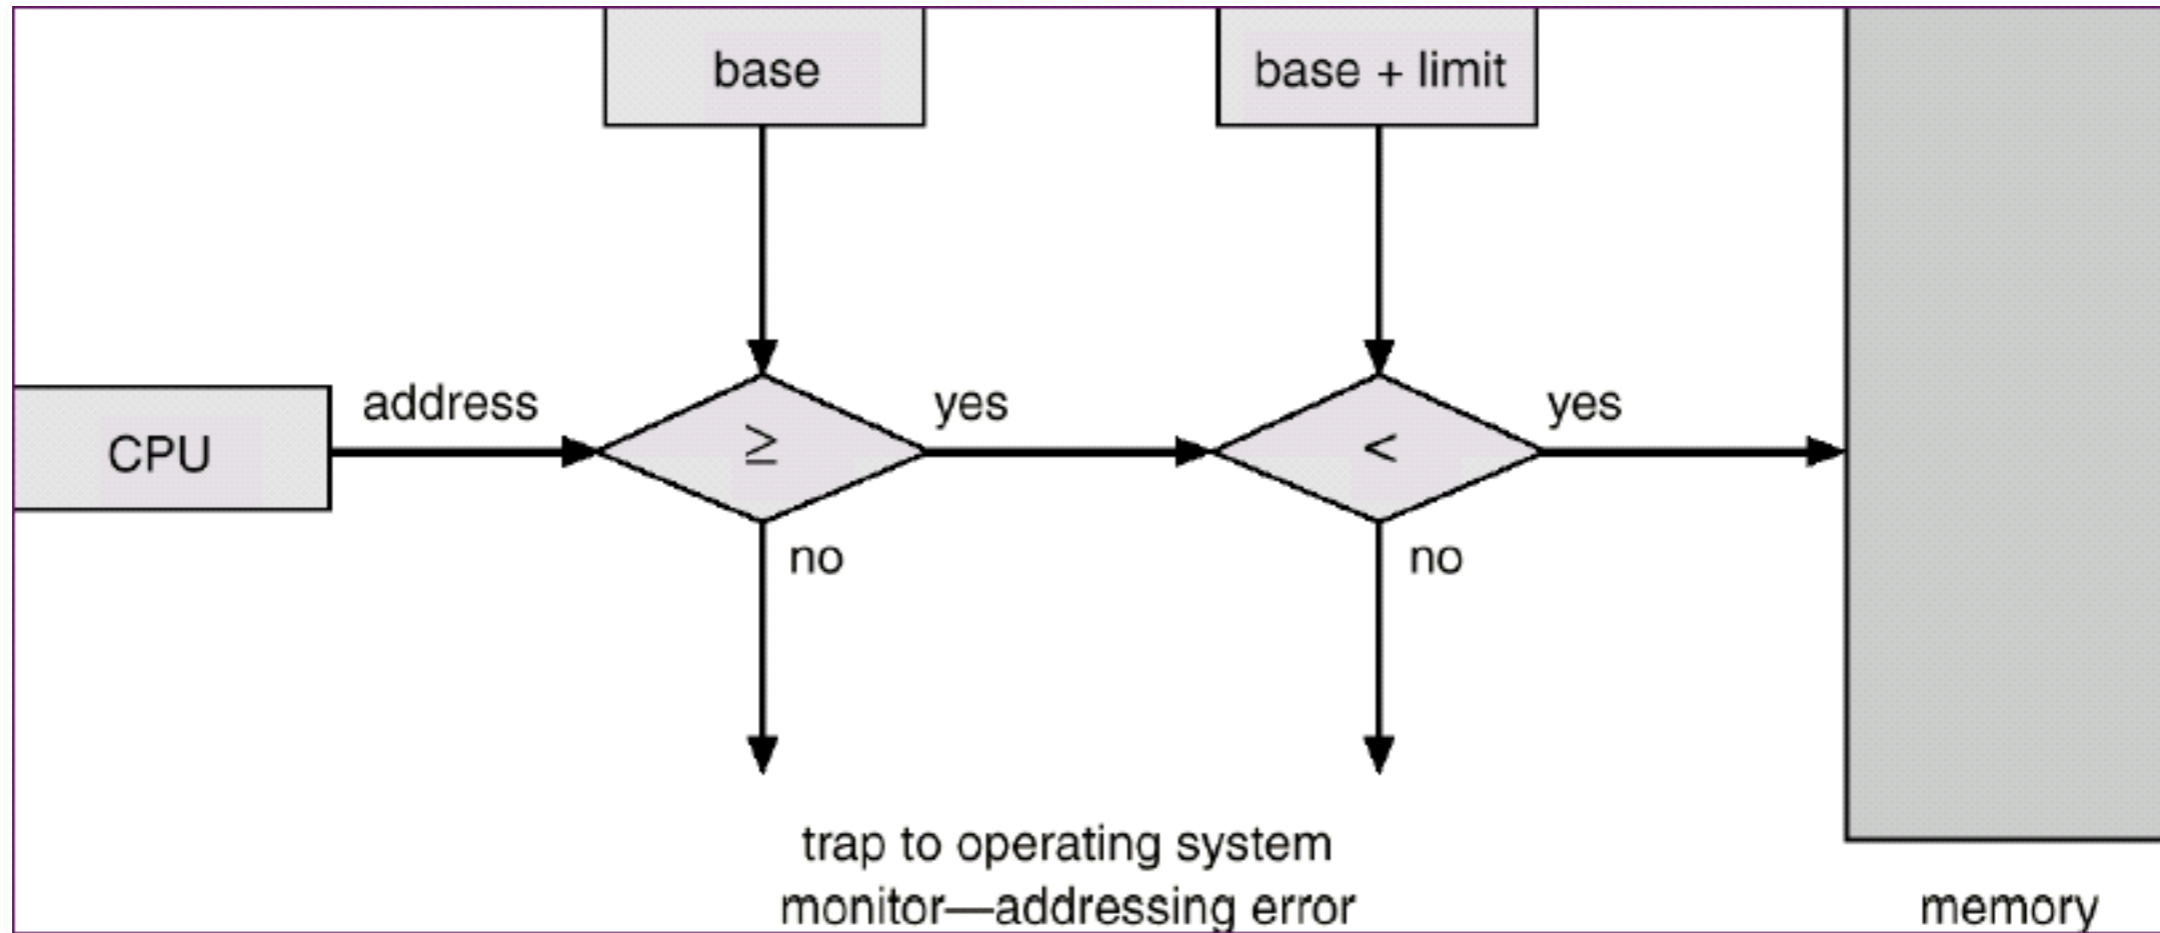 base
base + limit
address
yes
yes
CPU
≥
<
no
no
trap to operating system
monitor—addressing error
memory